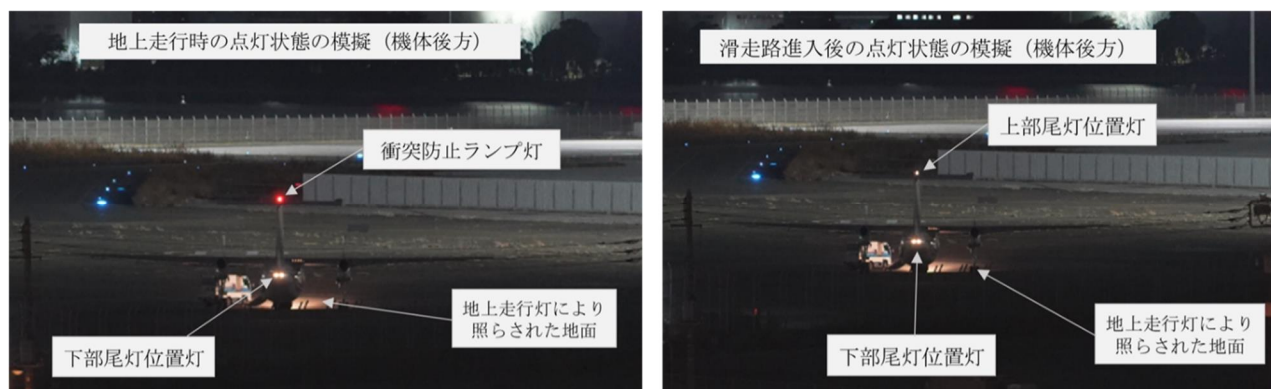 地上走行時の点灯状態の模擬（機体後方）
衝突防止ランプ灯
地上走行灯により
照らされた地面
下部尾灯位置灯
滑走路進入後の点灯状態の模擬（機体後方）
上部尾灯位置灯
地上走行灯により
照らされた地面
下部尾灯位置灯